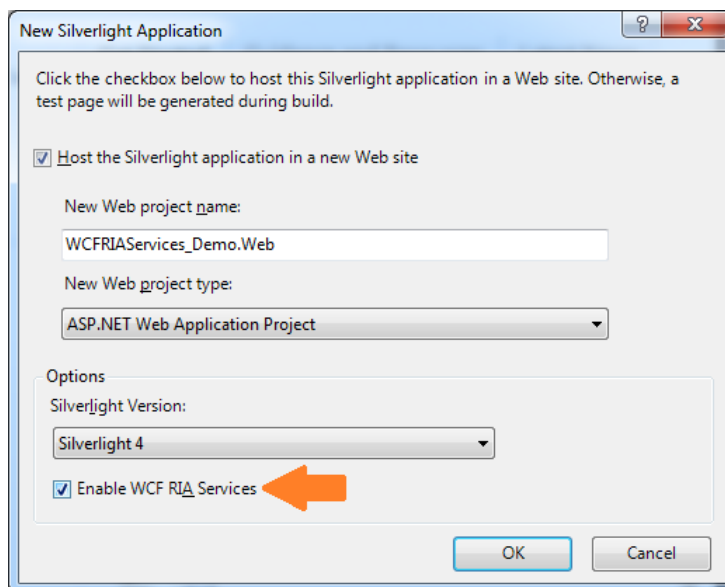 New Silverlight Application
Click the checkbox below to host this Silverlight application in a Web site. Otherwise, a
test page will be generated during build.
Host the Silverlight application in a new Web site
New Web project name:
WCFRIAServices_Demo.Web
New Web project type:
ASP.NET Web Application Project
Options
Silverlight Version:
Silverlight 4
Enable WCF RIA Services
OK Cancel